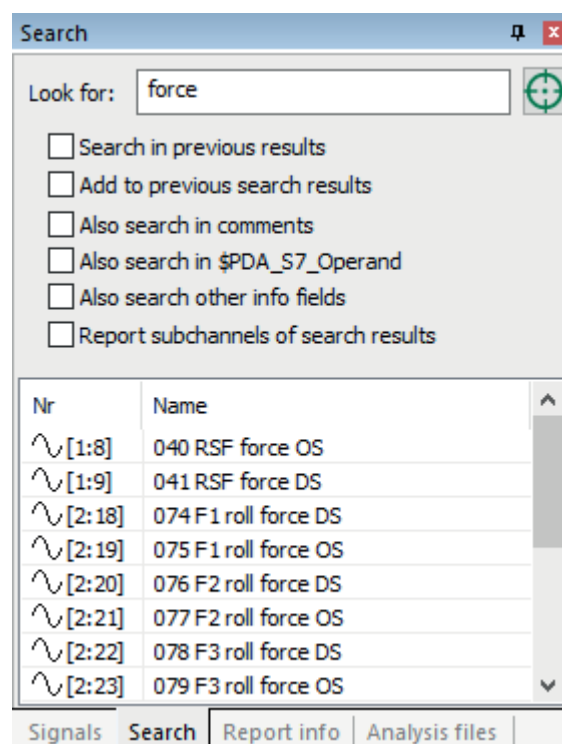 Search
Look for: force
Search in previous results
Add to previous search results
Also search in comments
Also search in $PDA_S7_Operand
Also search other info fields
Report subchannels of search results
Nr Name
[1:8] 040 RSF force OS
[1:9] 041 RSF force DS
[2:18] 074 F1 roll force DS
[2:19] 075 F1 roll force OS
[2:20] 076 F2 roll force DS
[2:21] 077 F2 roll force OS
[2:22] 078 F3 roll force DS
[2:23] 079 F3 roll force OS
Signals Search Report info Analysis files